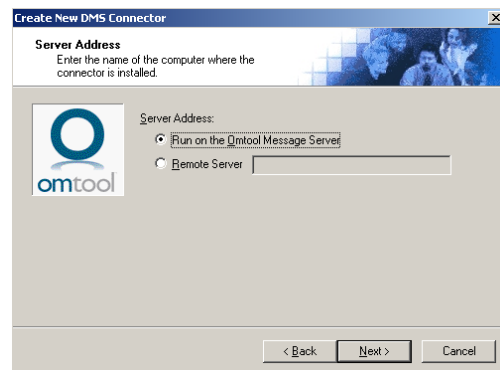 Create New DMS Connector
Server Address
Enter the name of the computer where the
connector is installed.
Server Address:
Run on the Omtool Message Server
Remote Server
omtool
< Back
Next >
Cancel